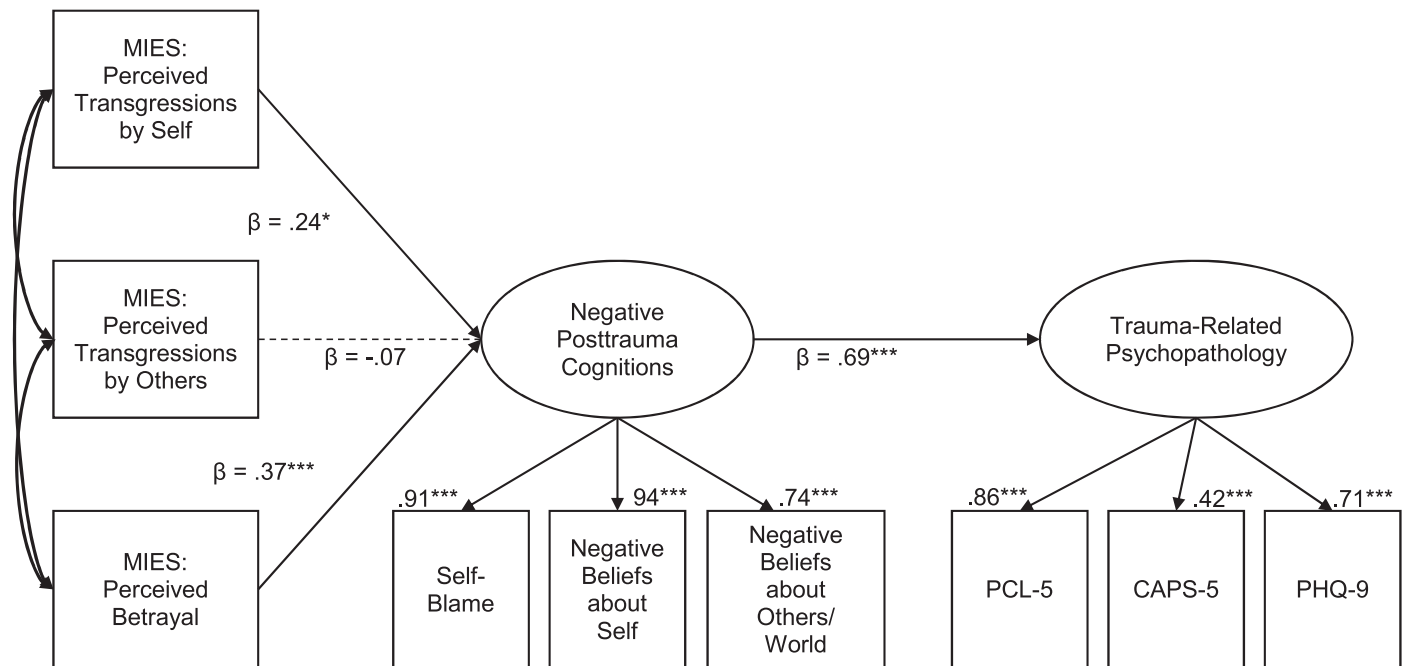 MIES:
Perceived
Transgressions
by Self
β = .24*
MIES:
Perceived
Transgressions
by Others
β = -.07
Negative
Posttrauma
Cognitions
β = .69***
Trauma-Related
Psychopathology
β = .37***
MIES:
Perceived
Betrayal
.91***
94***
.74***
.86***
.42***
.71***
Self-
Blame
Negative
Beliefs
about
Self
Negative
Beliefs
about
Others/
World
PCL-5
CAPS-5
PHQ-9